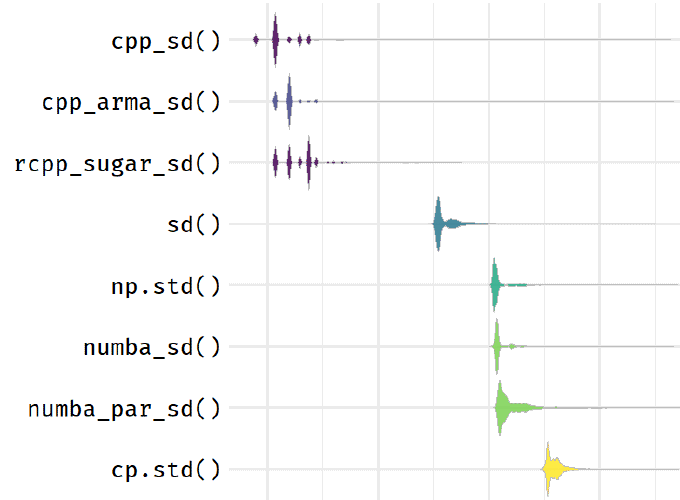 cpp_sd()
cpp_arma_sd()
rcpp_sugar_sd()
sd()
np.std()
numba_sd()
numba_par_sd()
cp.std()